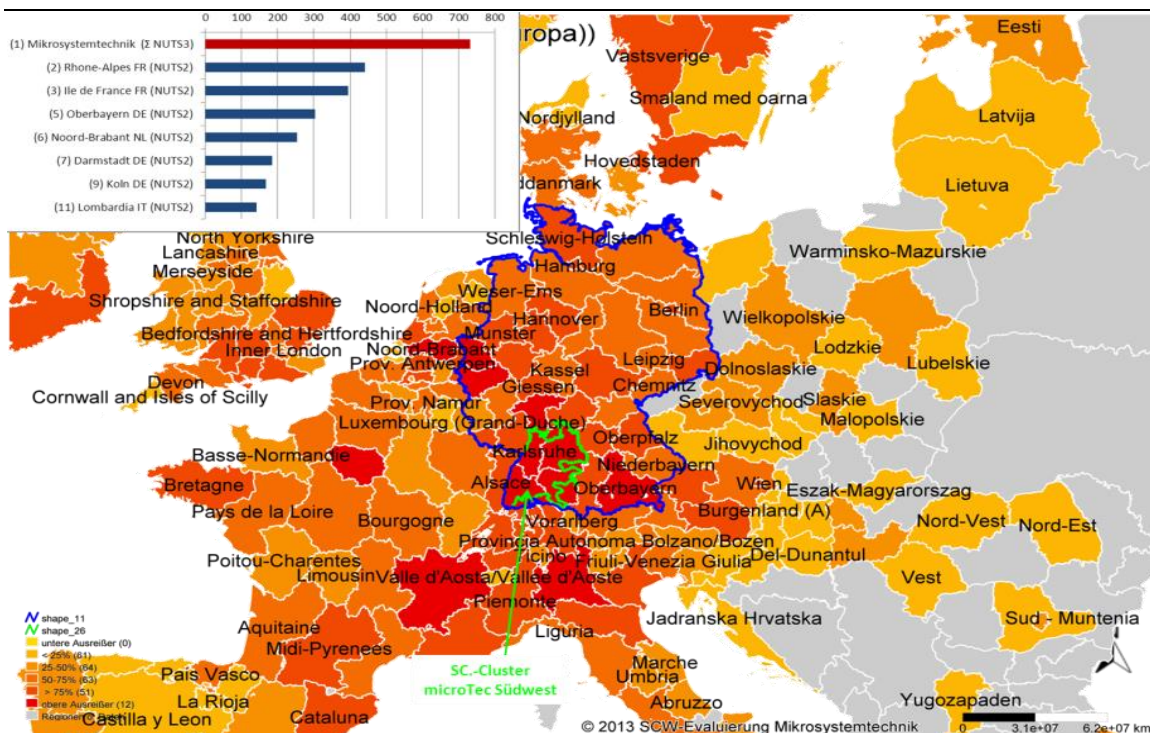 0 100 200 300 400 500 600 700 800
(1) Mikrosystemtechnik (Σ NUTS3)
(2) Rhone-Alpes FR (NUTS2)
(3) Ile de France FR (NUTS2)
(5) Oberbayern DE (NUTS2)
(6) Noord-Brabant NL (NUTS2)
(7) Darmstadt DE (NUTS2)
(9) Koln DE (NUTS2)
(11) Lombardia IT (NUTS2)
ropa))
Eesti
Vastsverige
Smaland med oarna
Latvija
Nordjylland
Hovedstaden
Lietuva
ddanmark
North Yorkshire
Schleswig-Holstein
Lancashire
Warminsko-Mazurskie
Merseyside
Hamburg
Weser-Ems
Shropshire and Staffordshire
Noord-Holland
Berlin
Hannover
Wielkopolskie
Bedfordshire and Hertfordshire
Munster
Inner London
Noord-Brabant
Lodzkie
Prov. Antwerpen
Leipzig
Lubelskie
Kassel
Dolnoslaskie
Devon
Giessen
Chemnitz
Cornwall and Isles of Scilly
Prov. Namur
Severovychod
Slaskie
Luxembourg (Grand-Duche)
Malopolskie
Oberpfalz
Jihovychod
Basse-Normandie
Karlsruhe
Niederbayern
Bretagne
Alsace
Oberbayern
Wien
Eszak-Magyarorszag
Pays de la Loire
Burgenland (A)
Bourgogne
Vorarlberg
Nord-Vest
Nord-Est
Provincia Autonoma Bolzano/Bozen
Poitou-Charentes
Ticino
Friuli-Venezia Giulia
Del-Dunantul
Limousin
Valle d'Aosta/Vallée d'Aoste
Vest
Piemonte
Jadranska Hrvatska
Sud - Muntenia
Aquitaine
Liguria
Midi-Pyrenees
Marche
Umbria
Pais Vasco
La Rioja
Abruzzo
Yugozapaden
Castilla y Leon
Cataluna
SC.-Cluster
microTec Südwest
shape_11
shape_26
untere Ausreißer (0)
< 25% (61)
25-50% (64)
50-75% (63)
> 75% (51)
obere Ausreißer (12)
© 2013 SCW-Evaluierung Mikrosystemtechnik
0 3.1e+07 6.2e+07 km